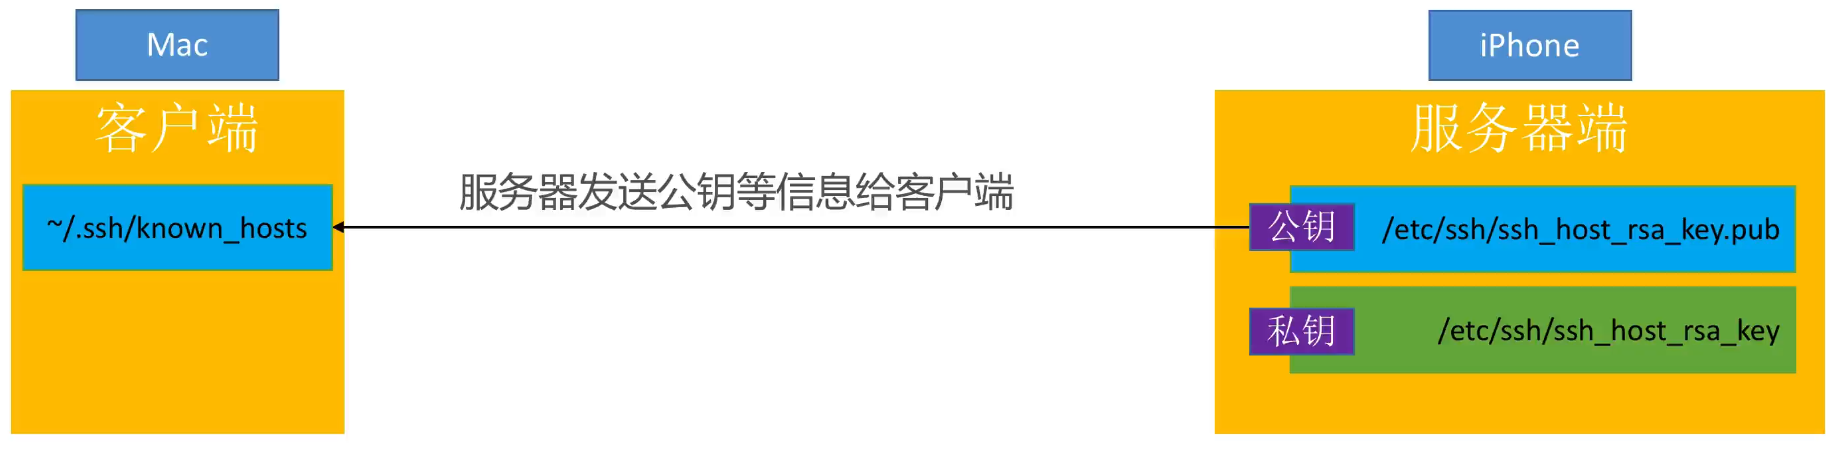 Mac
iPhone
客户端
服务器端
服务器发送公钥等信息给客户端
~/.ssh/known_hosts
公钥
/etc/ssh/ssh_host_rsa_key.pub
私钥
/etc/ssh/ssh_host_rsa_key